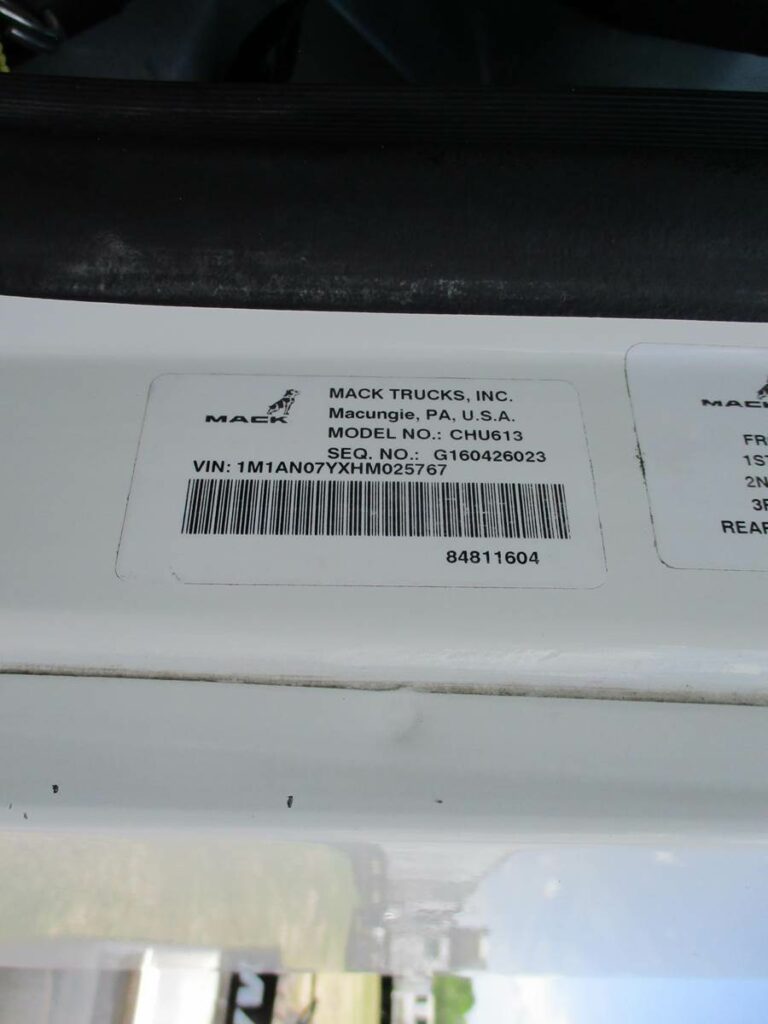 MACK
MACK TRUCKS, INC.
Macungie, PA, U.S.A.
MODEL NO.: CHU613
SEQ. NO.: G160426023
VIN: 1M1AN07YXHM025767
84811604
MACK
FR
1ST
2N
3R
REAR